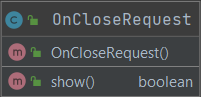 C OnCloseRequest
m OnCloseRequest()
m show() boolean